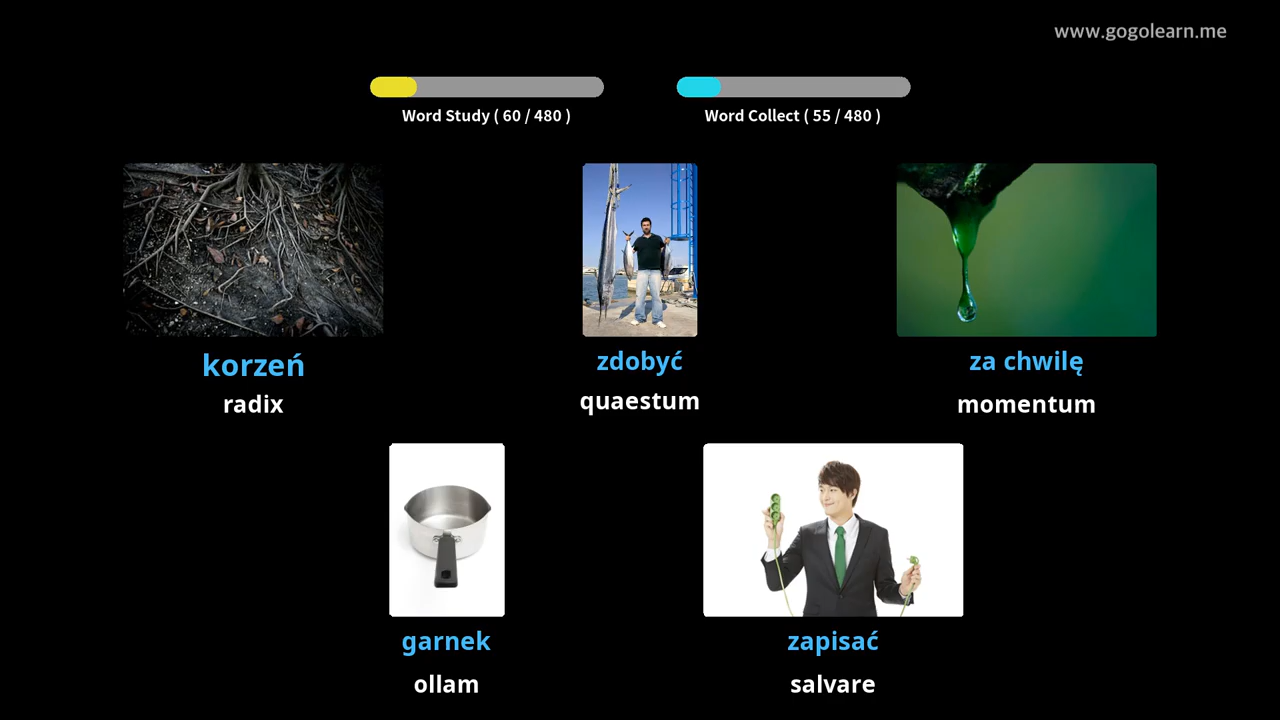 www.gogolearn.me
Word Study ( 60 / 480 )
Word Collect ( 55 / 480 )
korzeń
radix
zdobyć
quaestum
za chwilę
momentum
garnek
ollam
zapisać
salvare